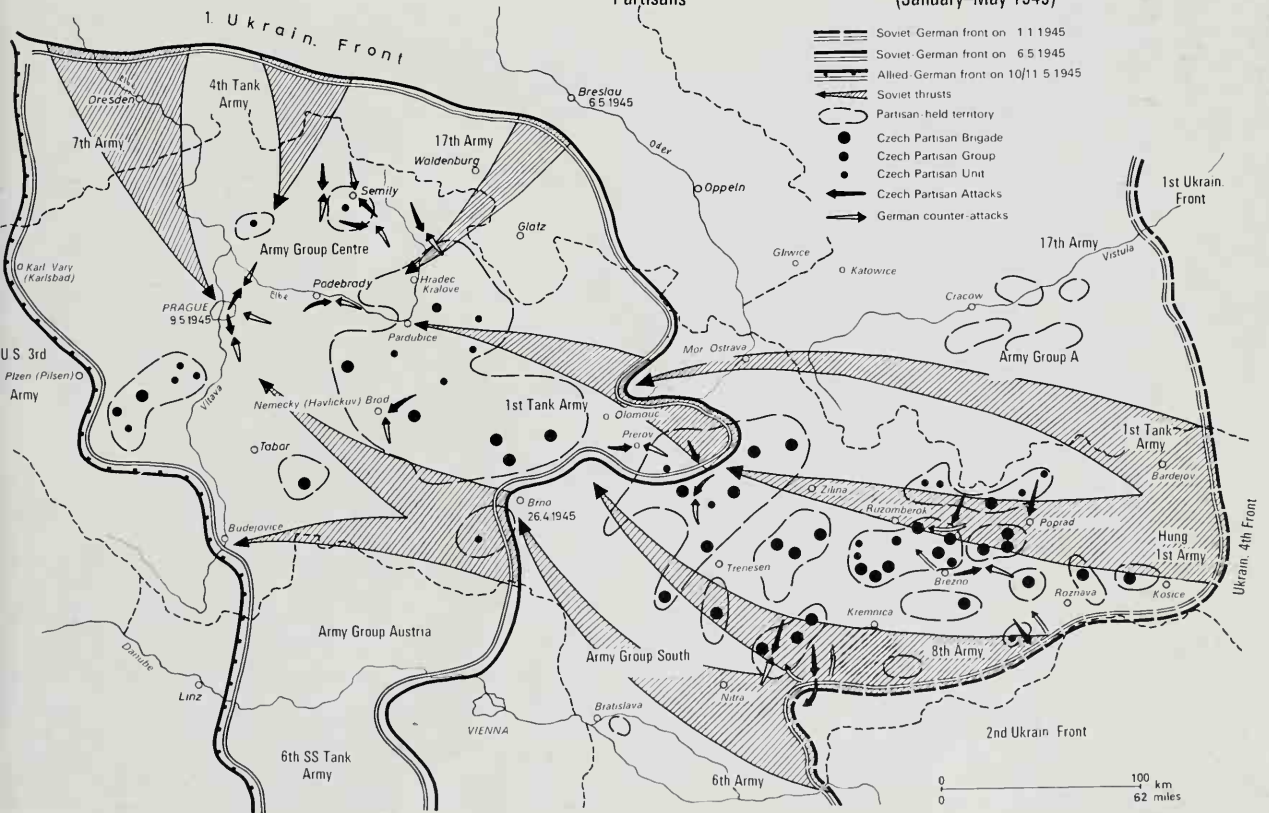 Partisans
(January–May 1945)
Soviet-German front on 1 1 1945
Soviet-German front on 6 5 1945
Allied-German front on 10/11 5 1945
Soviet thrusts
Partisan-held territory
Czech Partisan Brigade
Czech Partisan Group
Czech Partisan Unit
Czech Partisan Attacks
German counter-attacks
1. Ukrain. Front
Elbe
Dresden
4th Tank
Army
7th Army
17th Army
Waldenburg
Breslau
6 5 1945
Oder
Oppeln
1st Ukrain.
Front
17th Army
Vistula
Semily
Glatz
Gliwice
Katowice
Army Group Centre
Karl Vary
(Karlsbad)
Hradec
Kralove
Podebrady
Elbe
PRAGUE
9 5 1945
Pardubice
Cracow
Army Group A
Mor Ostrava
U.S 3rd
Plzen (Pilsen)
Army
Vltava
Nemecky (Havlickuv) Brod
1st Tank Army
Olomouc
Prerov
1st Tank
Army
Bardejov
Tabar
Zilina
Ruzomberok
Poprad
Brno
26.4 1945
Budejovice
Hung
1st Army
Ukrain. 4th Front
Trenesen
Brezno
Roznava
Kosice
Kremnica
Army Group Austria
Army Group South
8th Army
Danube
Linz
Nitra
VIENNA
Bratislava
2nd Ukrain Front
6th SS Tank
Army
6th Army
0 100 km
0 62 miles